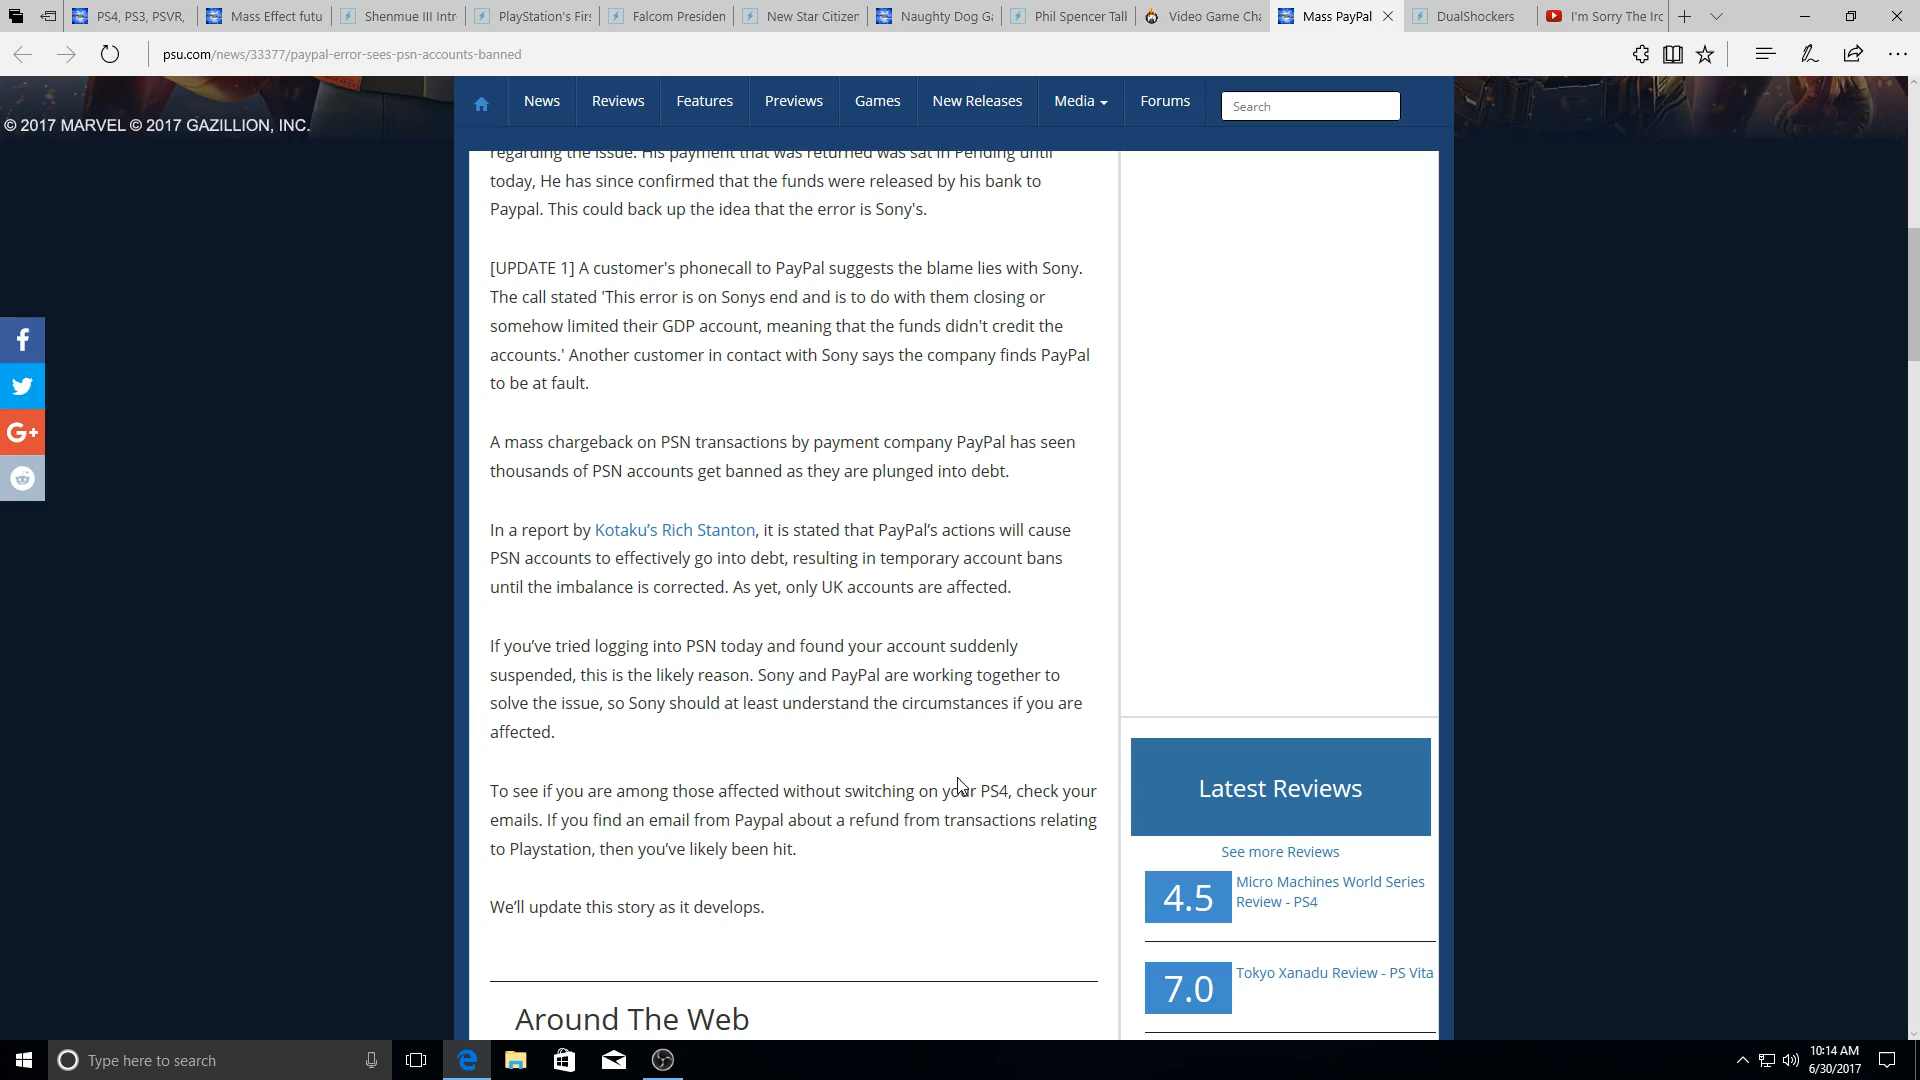 PS4, PS3, PSVR,
Mass Effect futu
Shenmue III Intr
PlayStation's Firs
Falcom Presiden
New Star Citizen
Naughty Dog Ga
Phil Spencer Talk
Video Game Cha
Mass PayPal
DualShockers
I'm Sorry The Irc
psu.com/news/33377/paypal-error-sees-psn-accounts-banned
News
Reviews
Features
Previews
Games
New Releases
Media
Forums
Search
© 2017 MARVEL © 2017 GAZILLION, INC.
regarding the issue. His payment that was returned was sat in Pending until
today, He has since confirmed that the funds were released by his bank to
Paypal. This could back up the idea that the error is Sony's.
[UPDATE 1] A customer's phonecall to PayPal suggests the blame lies with Sony.
The call stated 'This error is on Sonys end and is to do with them closing or
somehow limited their GDP account, meaning that the funds didn't credit the
accounts.' Another customer in contact with Sony says the company finds PayPal
to be at fault.
A mass chargeback on PSN transactions by payment company PayPal has seen
thousands of PSN accounts get banned as they are plunged into debt.
In a report by Kotaku’s Rich Stanton, it is stated that PayPal’s actions will cause
PSN accounts to effectively go into debt, resulting in temporary account bans
until the imbalance is corrected. As yet, only UK accounts are affected.
If you’ve tried logging into PSN today and found your account suddenly
suspended, this is the likely reason. Sony and PayPal are working together to
solve the issue, so Sony should at least understand the circumstances if you are
affected.
To see if you are among those affected without switching on your PS4, check your
emails. If you find an email from Paypal about a refund from transactions relating
to Playstation, then you’ve likely been hit.
We’ll update this story as it develops.
Around The Web
Latest Reviews
See more Reviews
4.5
Micro Machines World Series
Review - PS4
7.0
Tokyo Xanadu Review - PS Vita
Type here to search
10:14 AM
6/30/2017